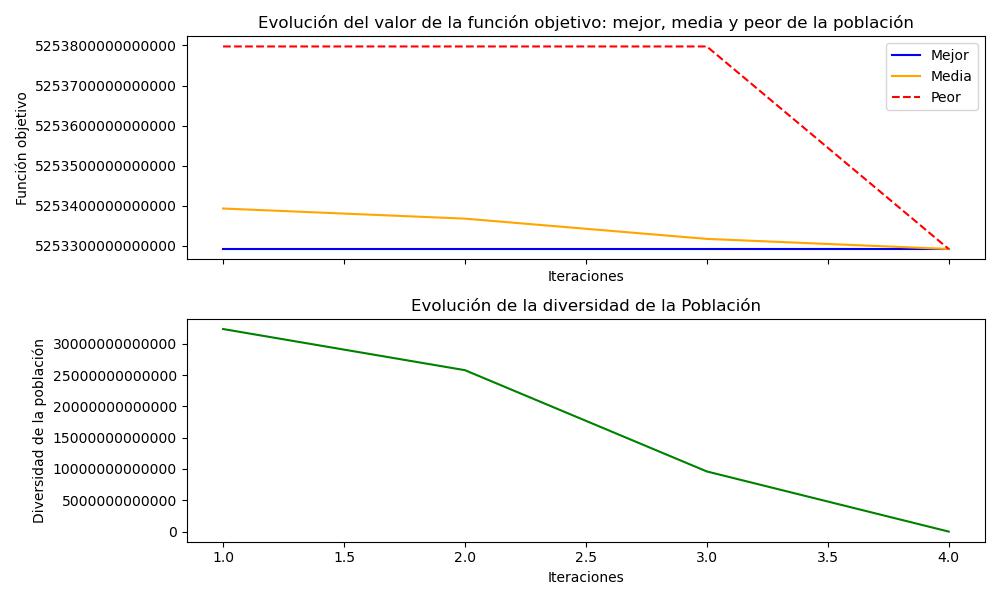 Evolución del valor de la función objetivo: mejor, media y peor de la población
5253800000000000
5253700000000000
5253600000000000
5253500000000000
5253400000000000
5253300000000000
Función objetivo
Mejor
Media
Peor
Iteraciones
Evolución de la diversidad de la Población
30000000000000
25000000000000
20000000000000
15000000000000
10000000000000
5000000000000
0
Diversidad de la población
1.0 1.5 2.0 2.5 3.0 3.5 4.0
Iteraciones